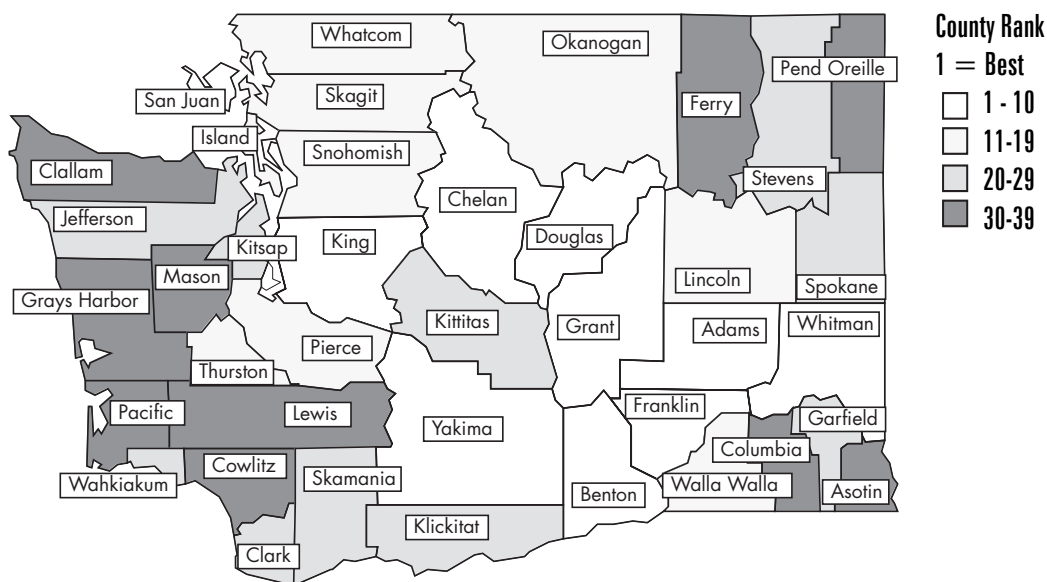 Whatcom
Okanogan
Pend Oreille
San Juan
Skagit
Ferry
Island
Snohomish
Clallam
Stevens
Chelan
Jefferson
Kitsap
King
Douglas
Mason
Lincoln
Spokane
Grays Harbor
Kittitas
Grant
Adams
Whitman
Pierce
Thurston
Pacific
Lewis
Franklin
Garfield
Yakima
Columbia
Wahkiakum
Cowlitz
Skamania
Walla Walla
Asotin
Benton
Klickitat
Clark
County Rank
1 = Best
1 - 10
11-19
20-29
30-39